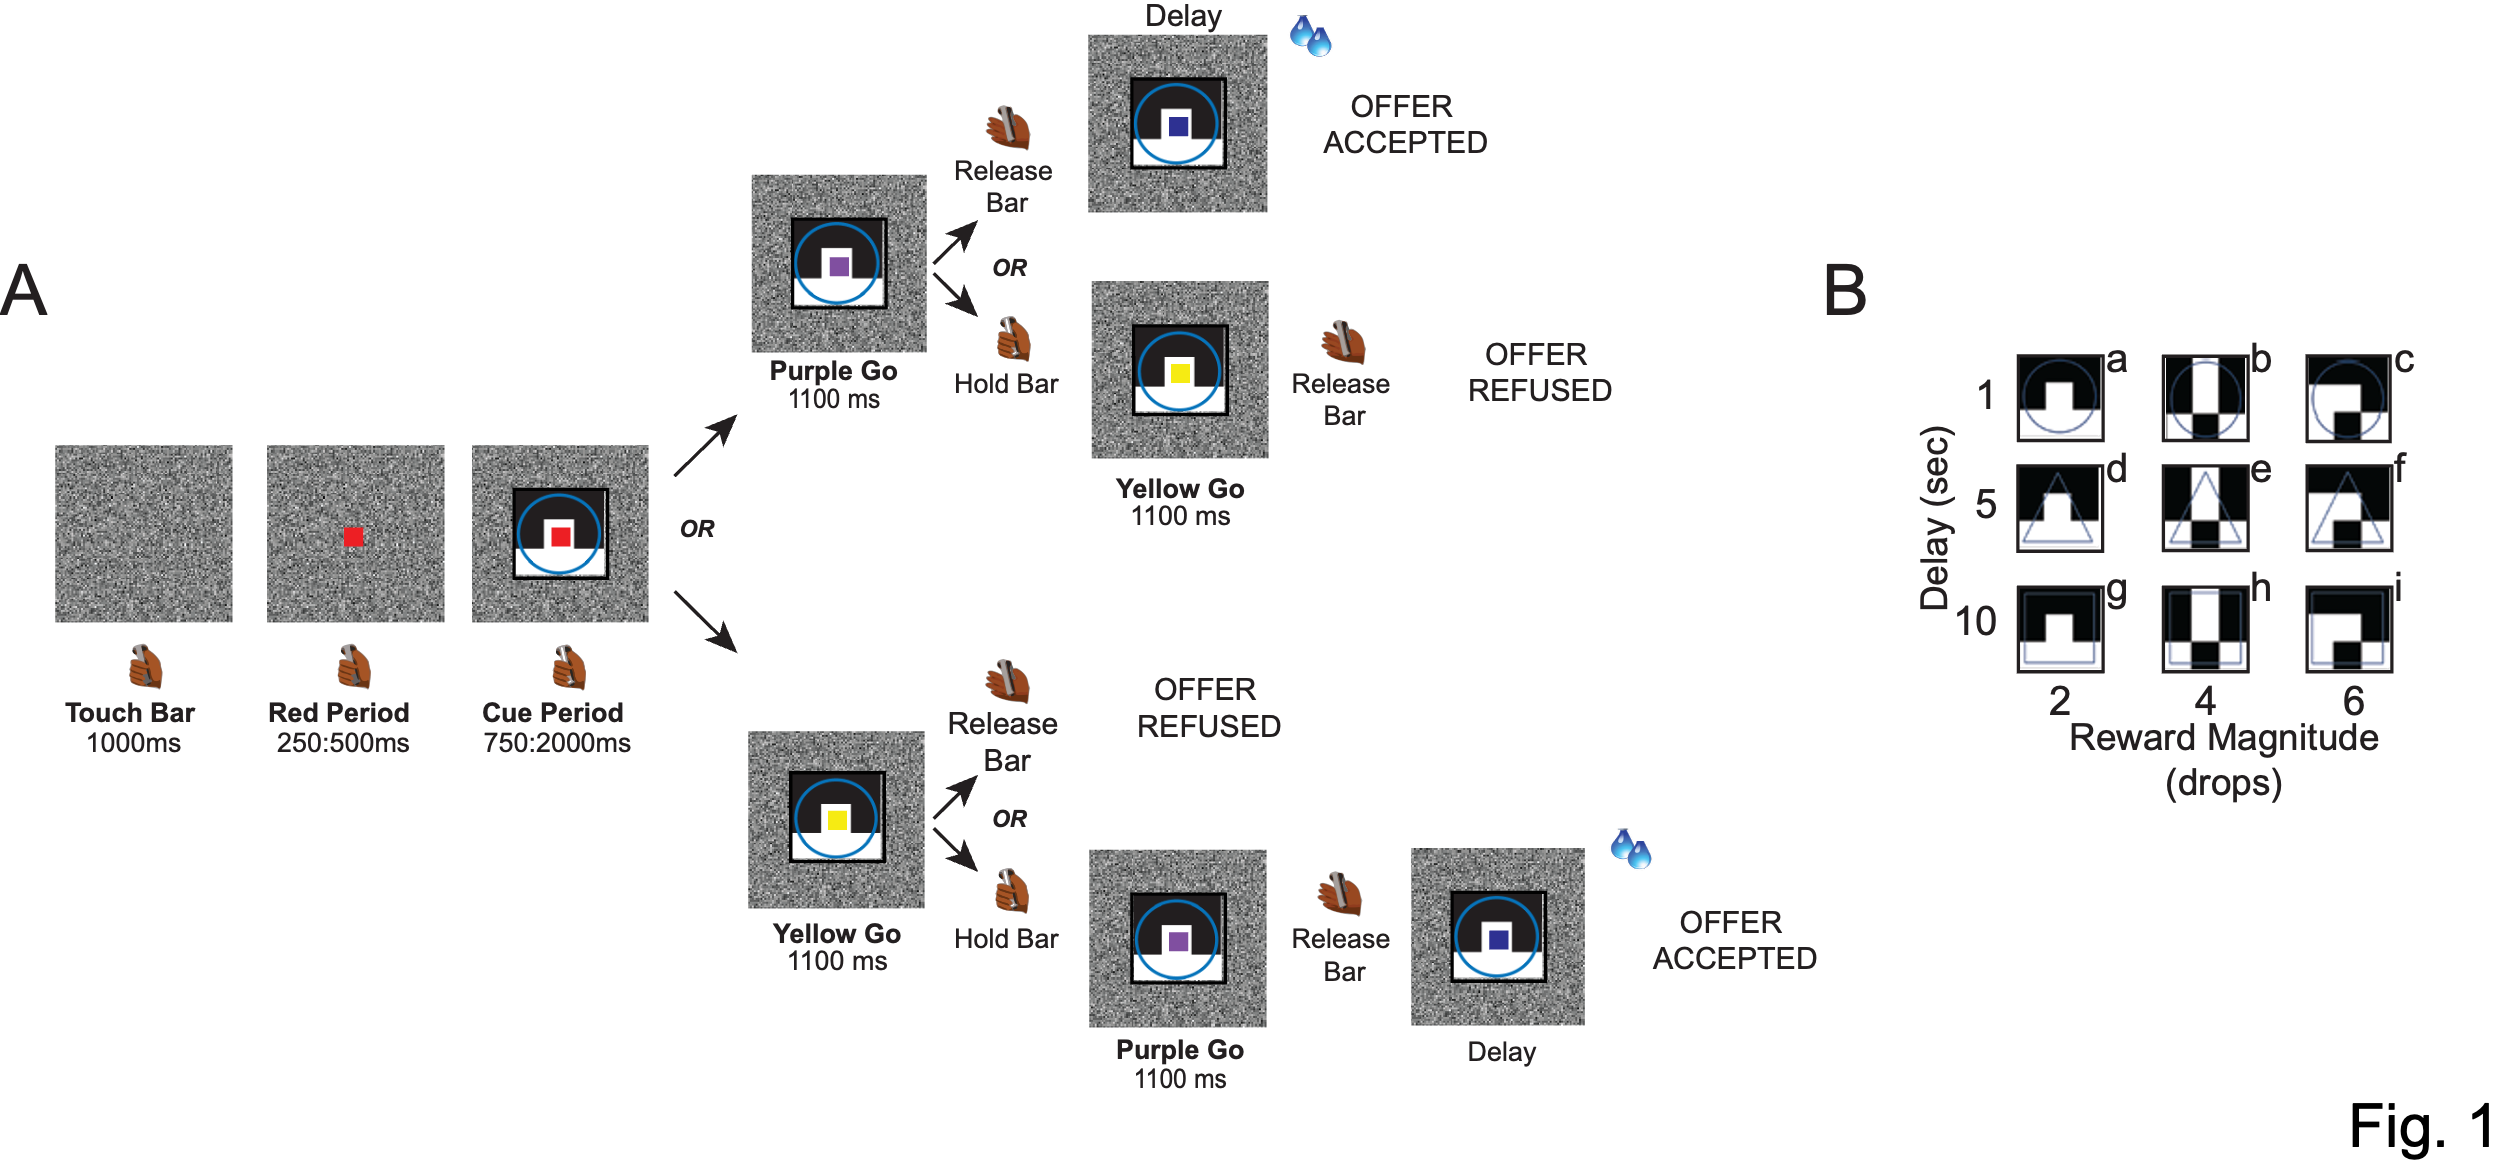 A
Touch Bar
1000ms
Red Period
250:500ms
Cue Period
750:2000ms
OR
Purple Go
1100 ms
Release
Bar
OR
Hold Bar
Delay
OFFER
ACCEPTED
Yellow Go
1100 ms
Release
Bar
OFFER
REFUSED
Yellow Go
1100 ms
Release
Bar
OR
Hold Bar
OFFER
REFUSED
Purple Go
1100 ms
Release
Bar
Delay
OFFER
ACCEPTED
B
Delay (sec)
1
a
b
c
5
d
e
f
10
g
h
i
2
4
6
Reward Magnitude
(drops)
Fig. 1